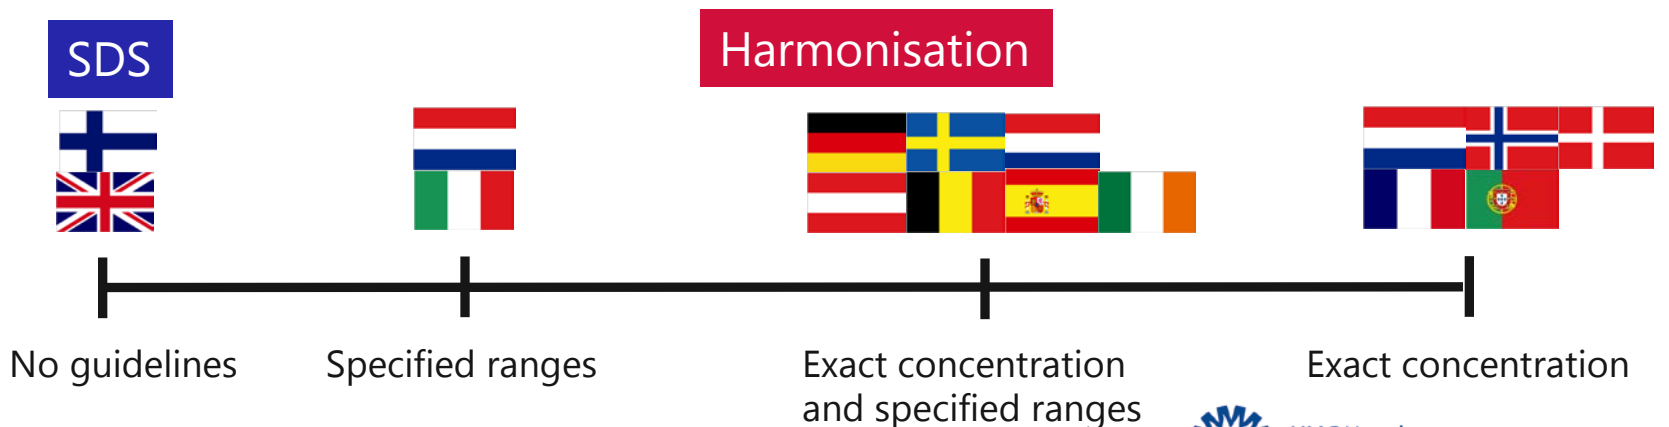 SDS
Harmonisation
No guidelines
Specified ranges
Exact concentration
and specified ranges
Exact concentration